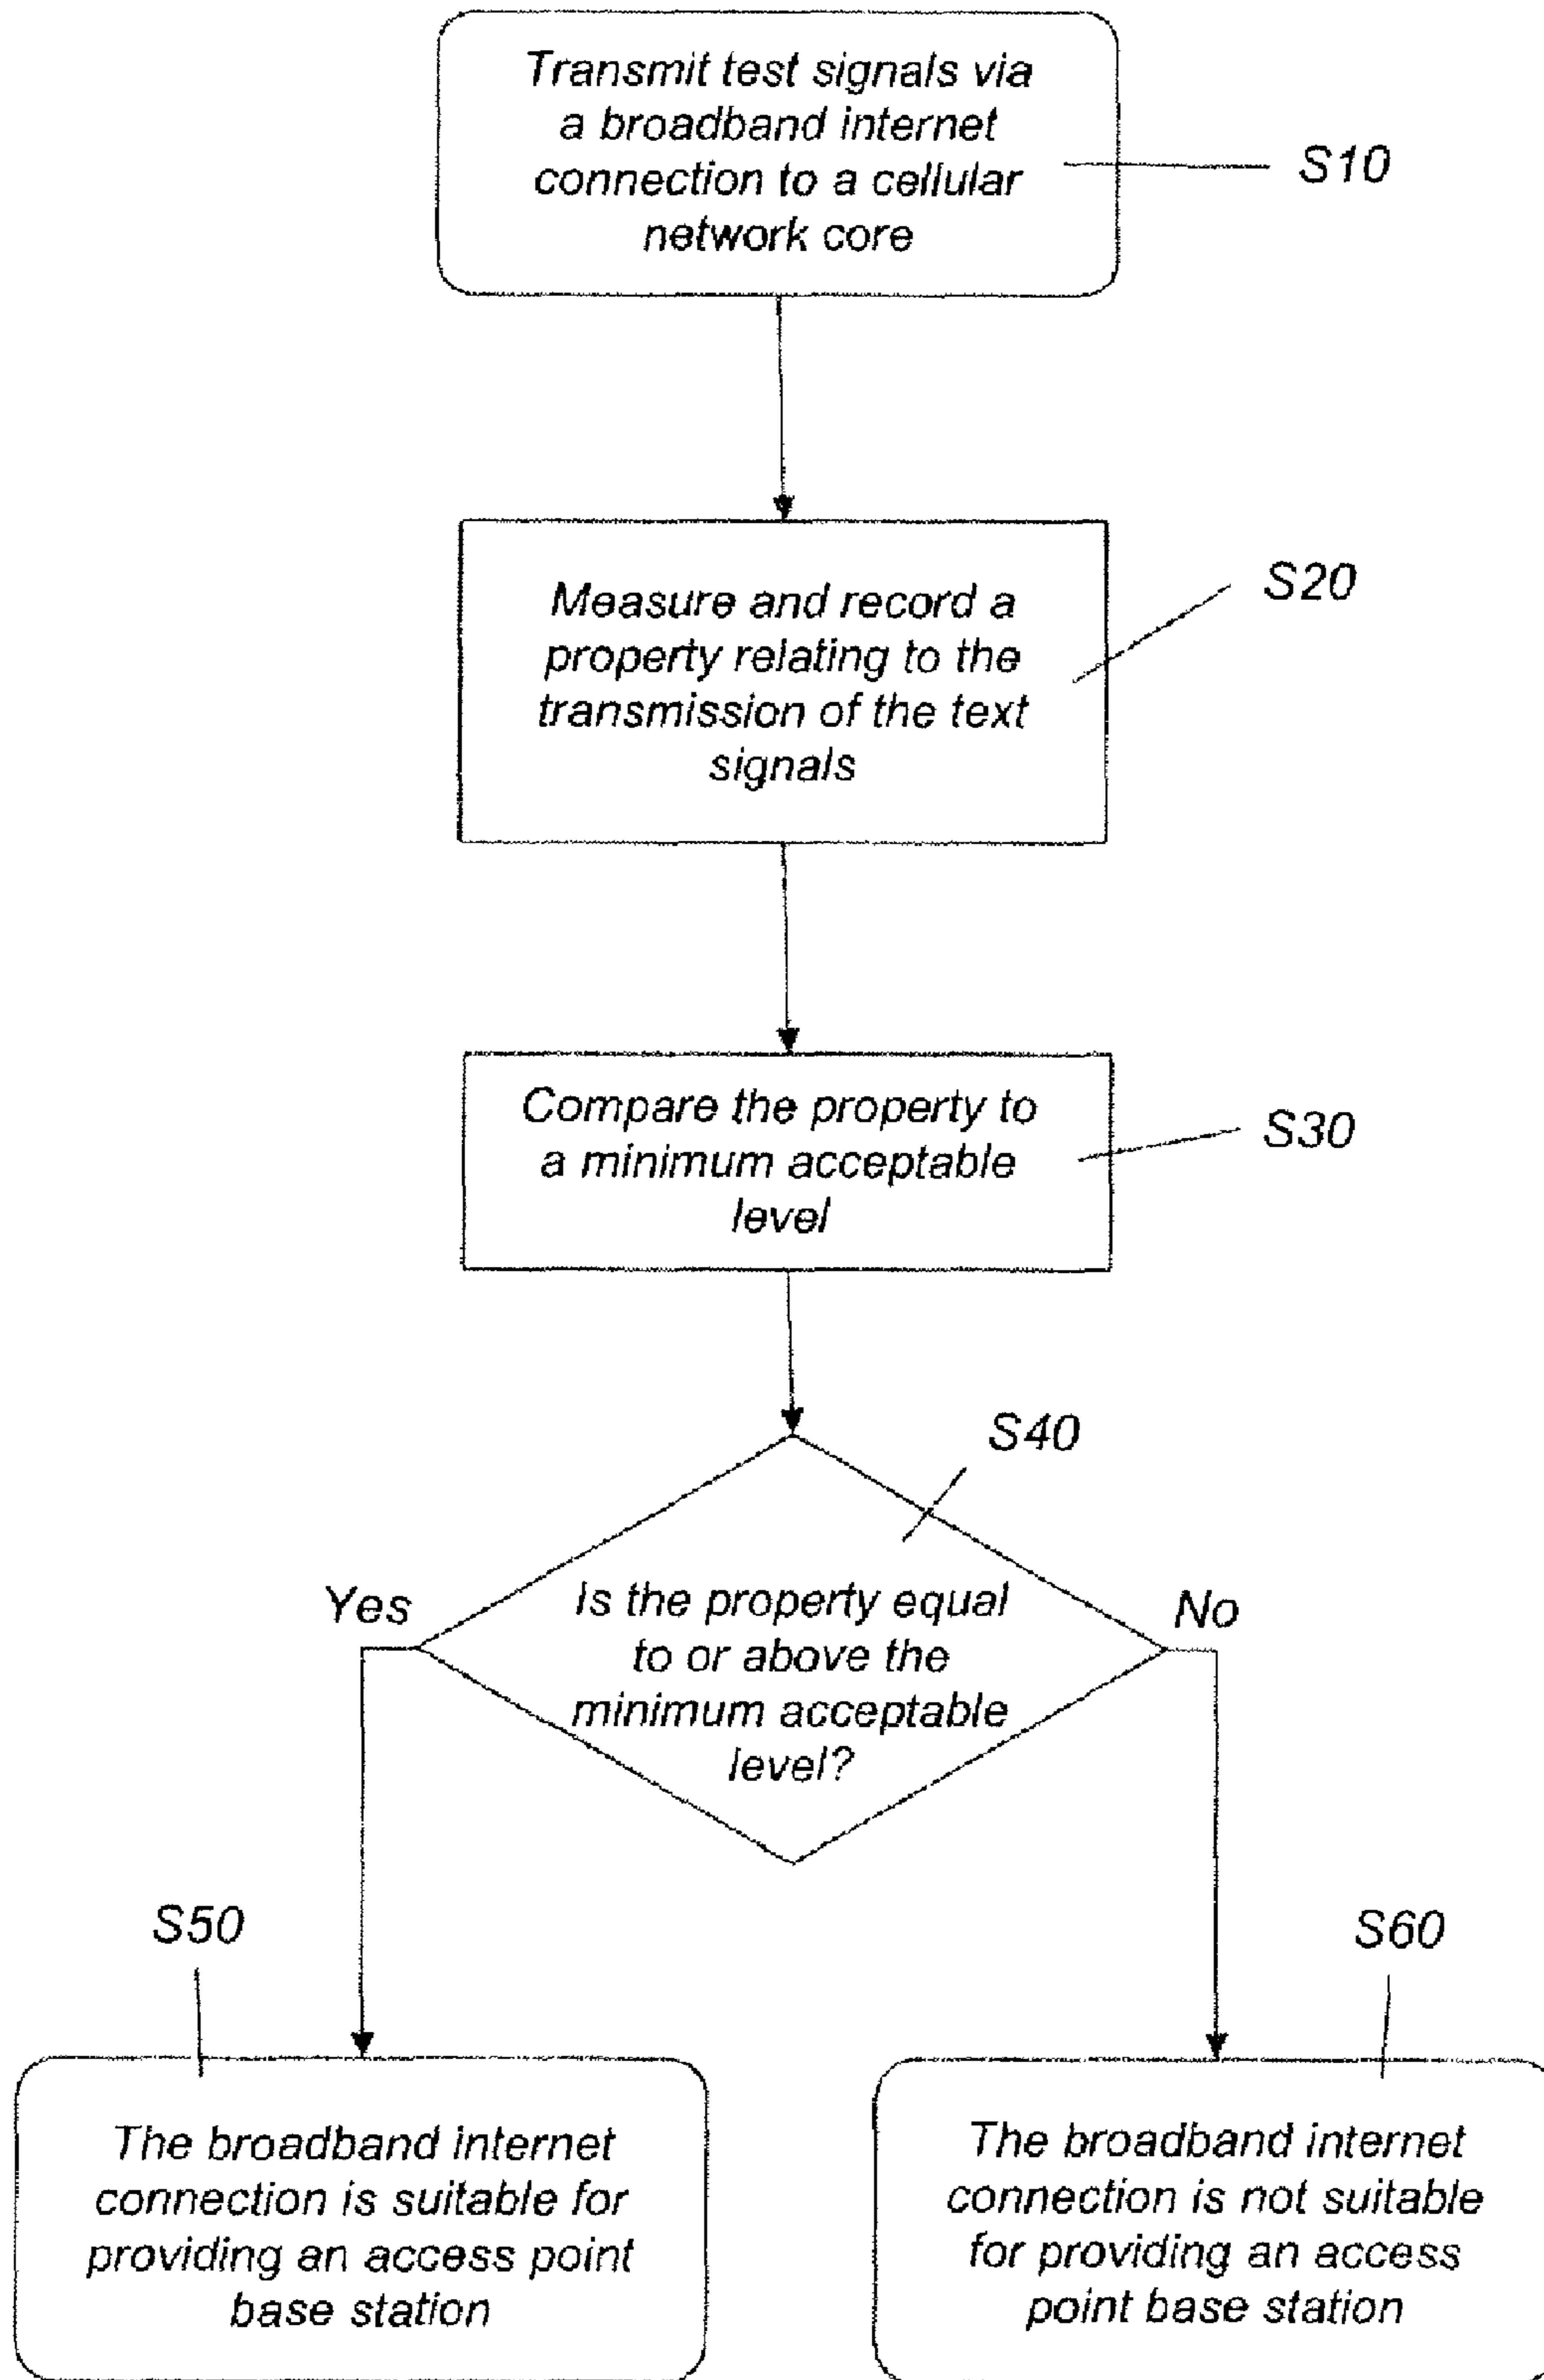 Transmit test signals via
a broadband internet
connection to a cellular
network core
S10
Measure and record a
property relating to the
transmission of the text
signals
S20
Compare the property to
a minimum acceptable
level
S30
S40
Is the property equal
to or above the
minimum acceptable
level?
Yes
No
S50
The broadband internet
connection is suitable for
providing an access point
base station
S60
The broadband internet
connection is not suitable
for providing an access
point base station